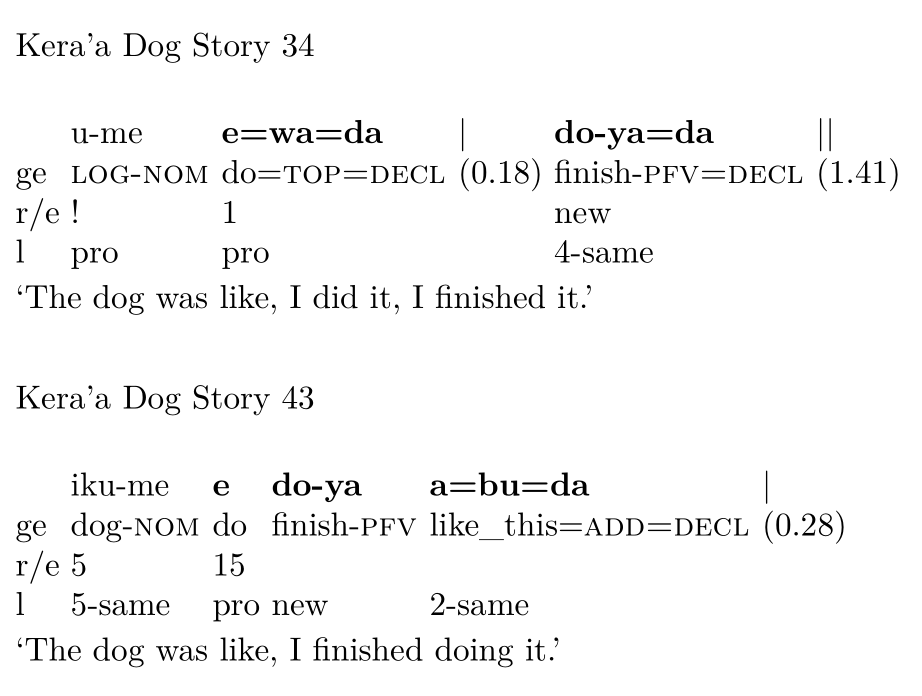 Kera’a Dog Story 34
u-me e=wa=da | do-ya=da ||
ge LOG-NOM do=TOP=DECL (0.18) finish-PFV=DECL (1.41)
r/e ! 1 new
l pro pro 4-same
‘The dog was like, I did it, I finished it.’
Kera’a Dog Story 43
iku-me e do-ya a=bu=da |
ge dog-NOM do finish-PFV like_this=ADD=DECL (0.28)
r/e 5 15
l 5-same pro new 2-same
‘The dog was like, I finished doing it.’